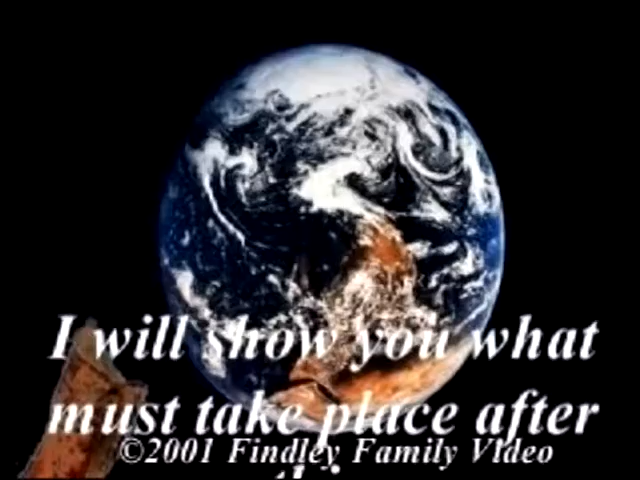 I will show you what
must take place after
©2001 Findley Family Video